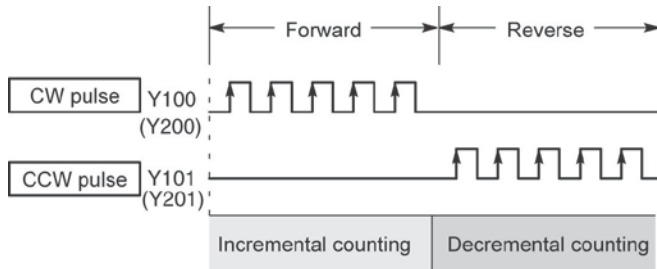 Forward Reverse
CW pulse Y100
(Y200)
CCW pulse Y101
(Y201)
Incremental counting Decremental counting